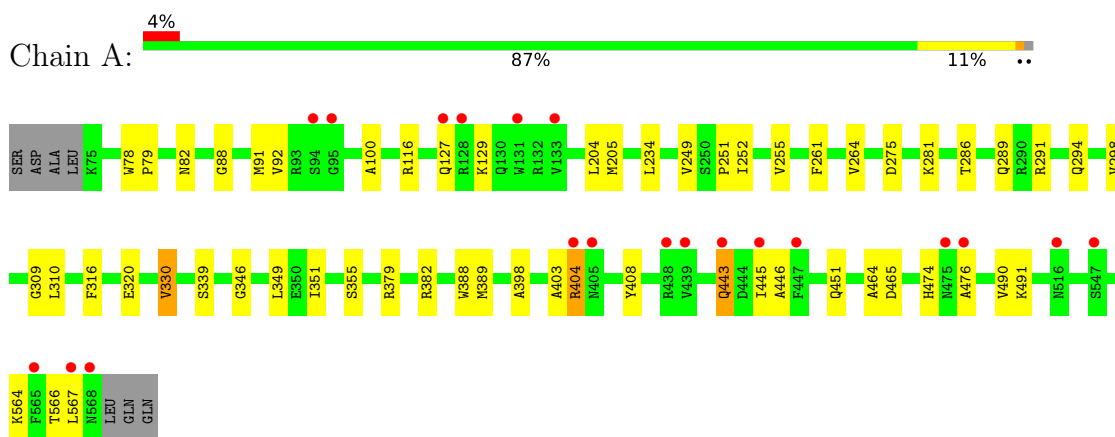 4%
Chain A:
87% 11% ••
SER ASP ALA LEU K75 W78 P79 N82 G88 M91 V92 R93 S94 G95 A100 R116 Q127 R128 K129 Q130 W131 R132 V133 L204 M205 L234 V249 S250 P251 I252 V255 F261 V264 D275 K281 T286 Q289 R290 R291 Q294
G309 L310 F316 E320 V330 S339 G346 L349 E350 I351 S355 R379 R382 W388 M389 A398 A403 R404 N405 Y408 R438 V439 Q443 D444 I445 A446 F447 Q451 A464 D465 H474 N475 A476 V490 K491 N516 S547
K564 F565 T566 L567 N568 LEU GLN GLN